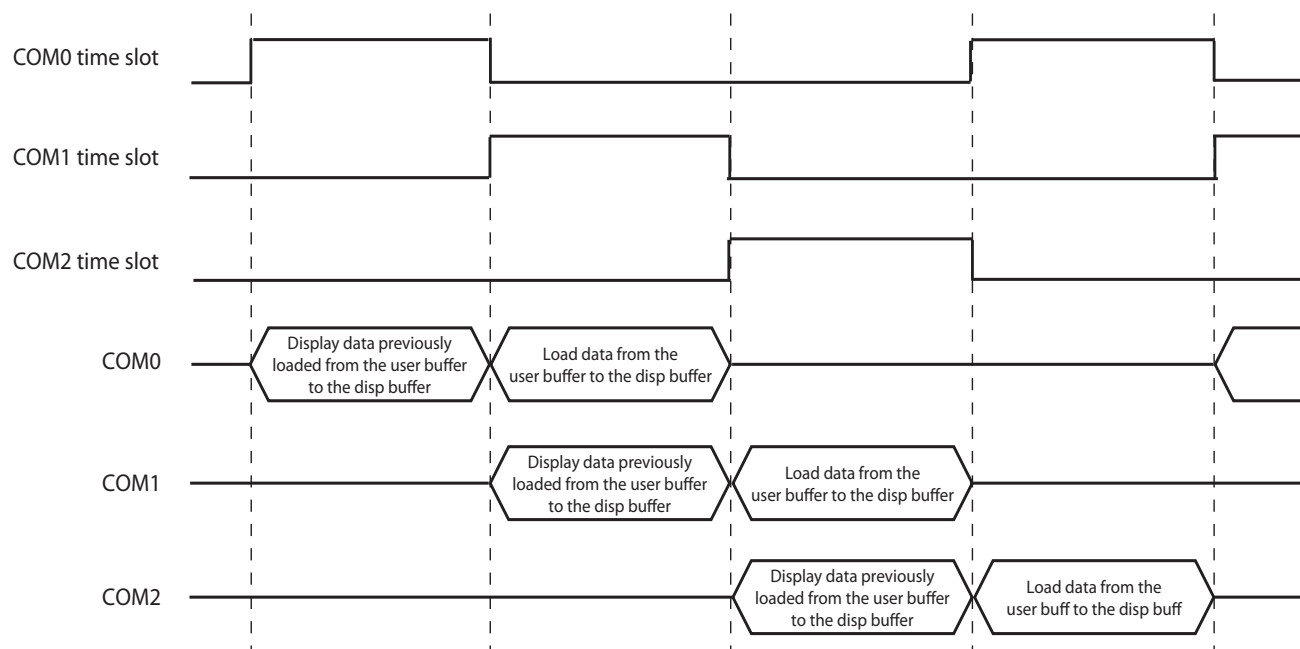 COM0 time slot
COM1 time slot
COM2 time slot
COM0
Display data previously
loaded from the user buffer
to the disp buffer
Load data from the
user buffer to the disp buffer
COM1
Display data previously
loaded from the user buffer
to the disp buffer
Load data from the
user buffer to the disp buffer
COM2
Display data previously
loaded from the user buffer
to the disp buffer
Load data from the
user buff to the disp buff